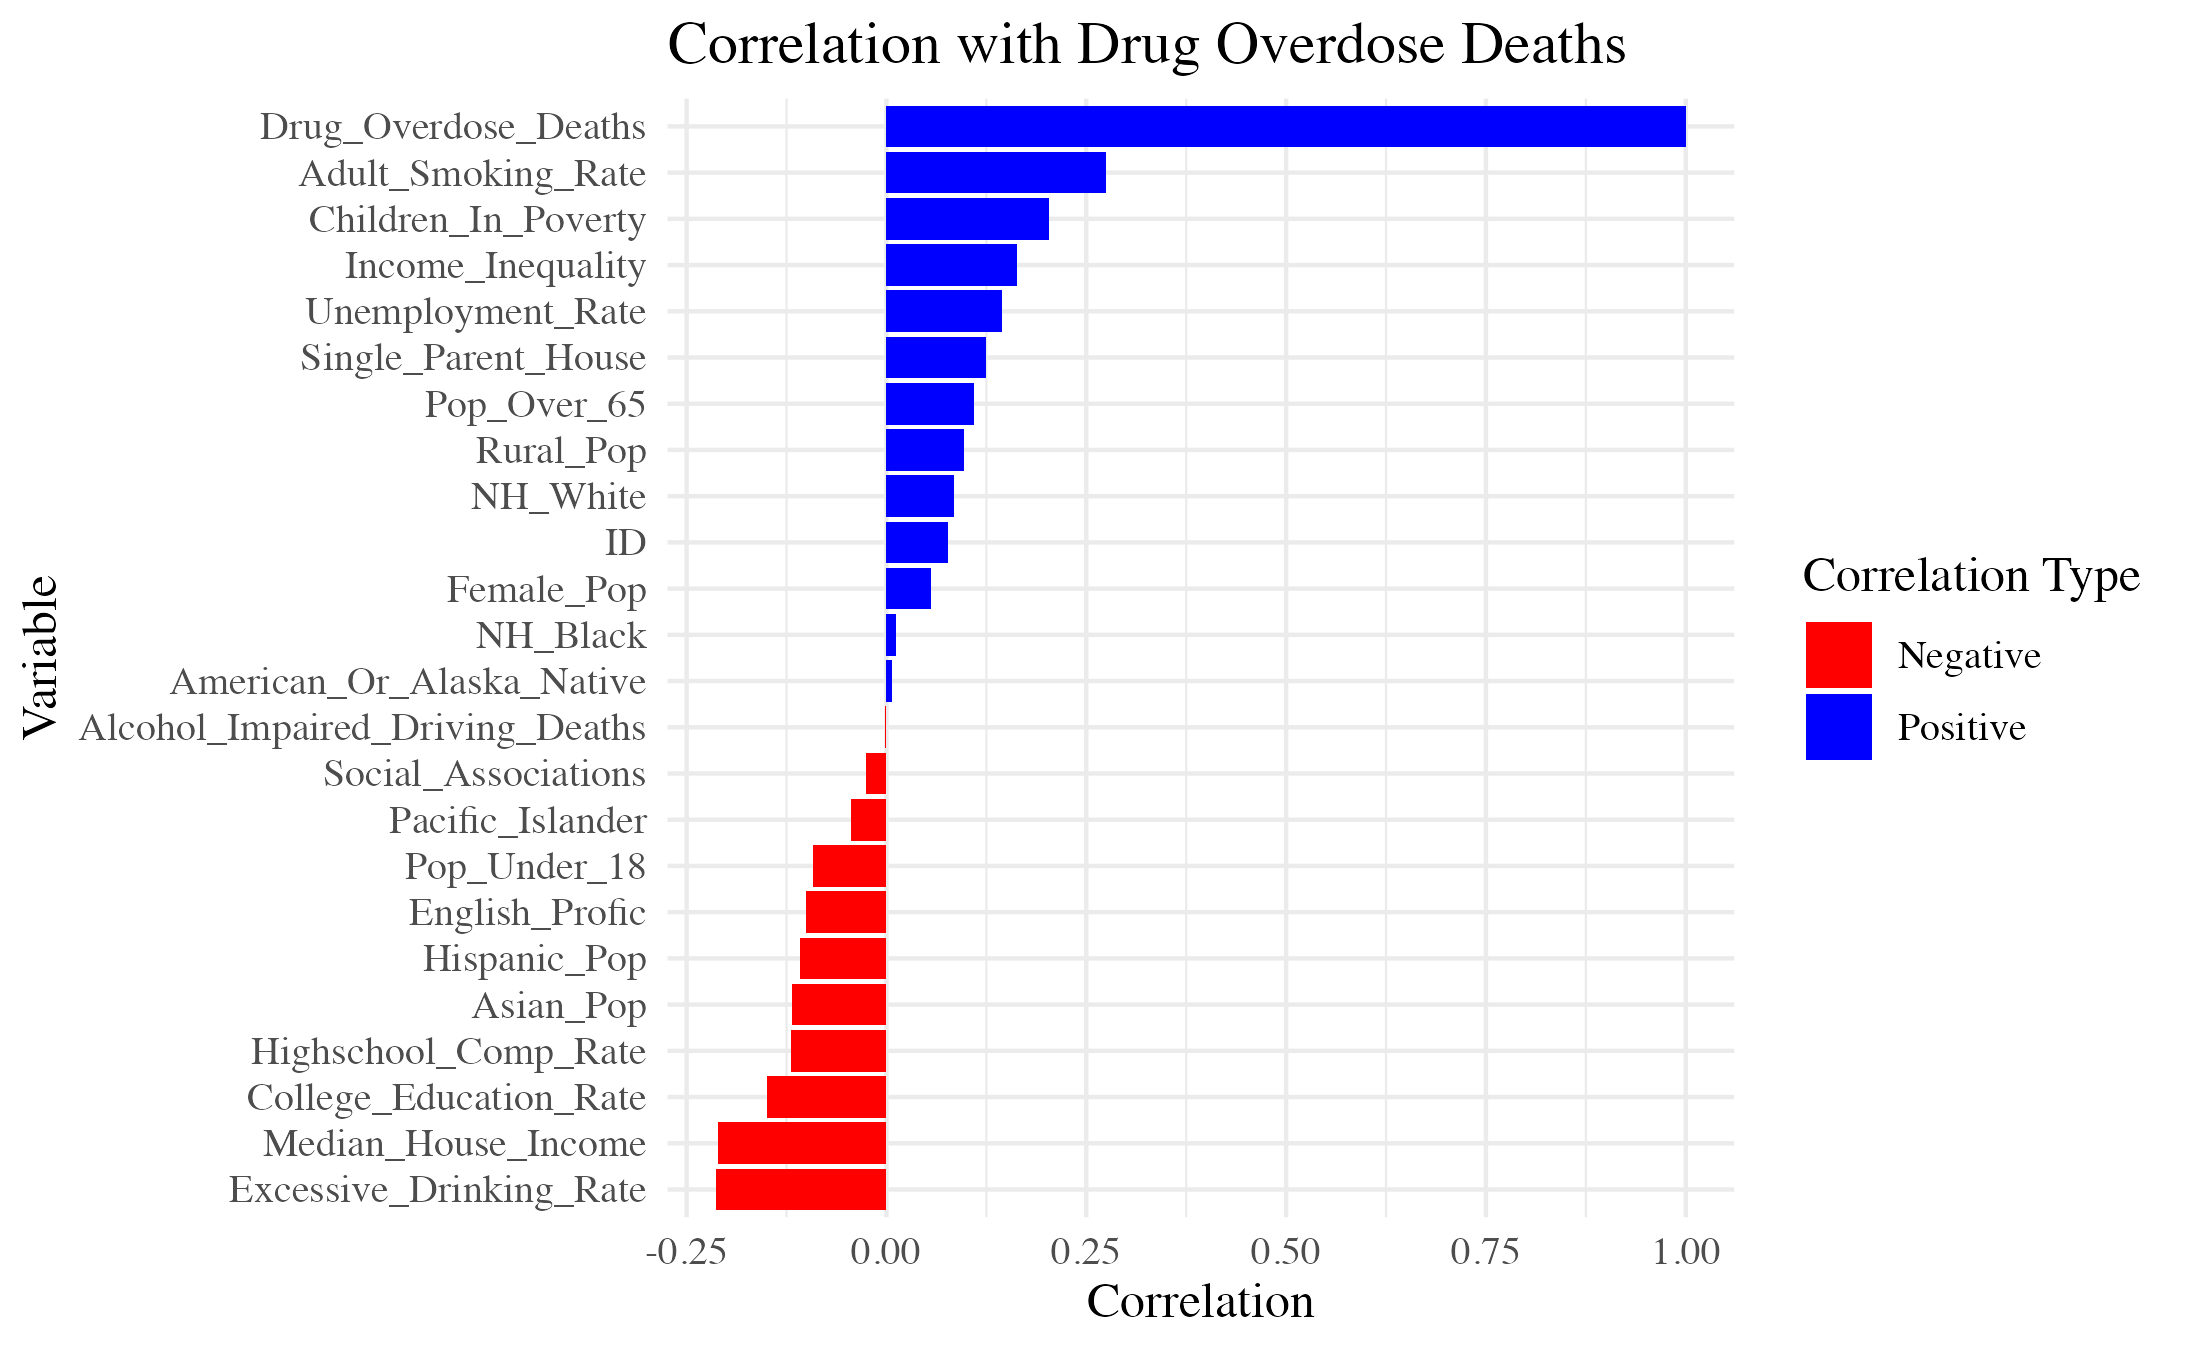 Correlation with Drug Overdose Deaths
Drug_Overdose_Deaths
Adult_Smoking_Rate
Children_In_Poverty
Income_Inequality
Unemployment_Rate
Single_Parent_House
Pop_Over_65
Rural_Pop
NH_White
ID
Female_Pop
NH_Black
American_Or_Alaska_Native
Alcohol_Impaired_Driving_Deaths
Social_Associations
Pacific_Islander
Pop_Under_18
English_Profic
Hispanic_Pop
Asian_Pop
Highschool_Comp_Rate
College_Education_Rate
Median_House_Income
Excessive_Drinking_Rate
Variable
-0.25 0.00 0.25 0.50 0.75 1.00
Correlation
Correlation Type
Negative
Positive